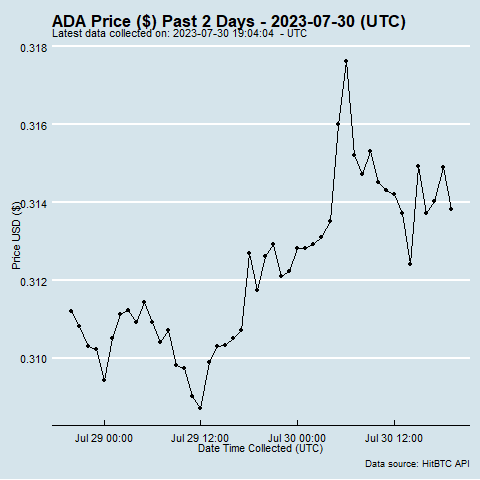 ADA Price ($) Past 2 Days - 2023-07-30 (UTC)
Latest data collected on: 2023-07-30 19:04:04  - UTC
0.318
0.316
0.314
0.312
0.310
Price USD ($)
Jul 29 00:00
Jul 29 12:00
Jul 30 00:00
Jul 30 12:00
Date Time Collected (UTC)
Data source: HitBTC API